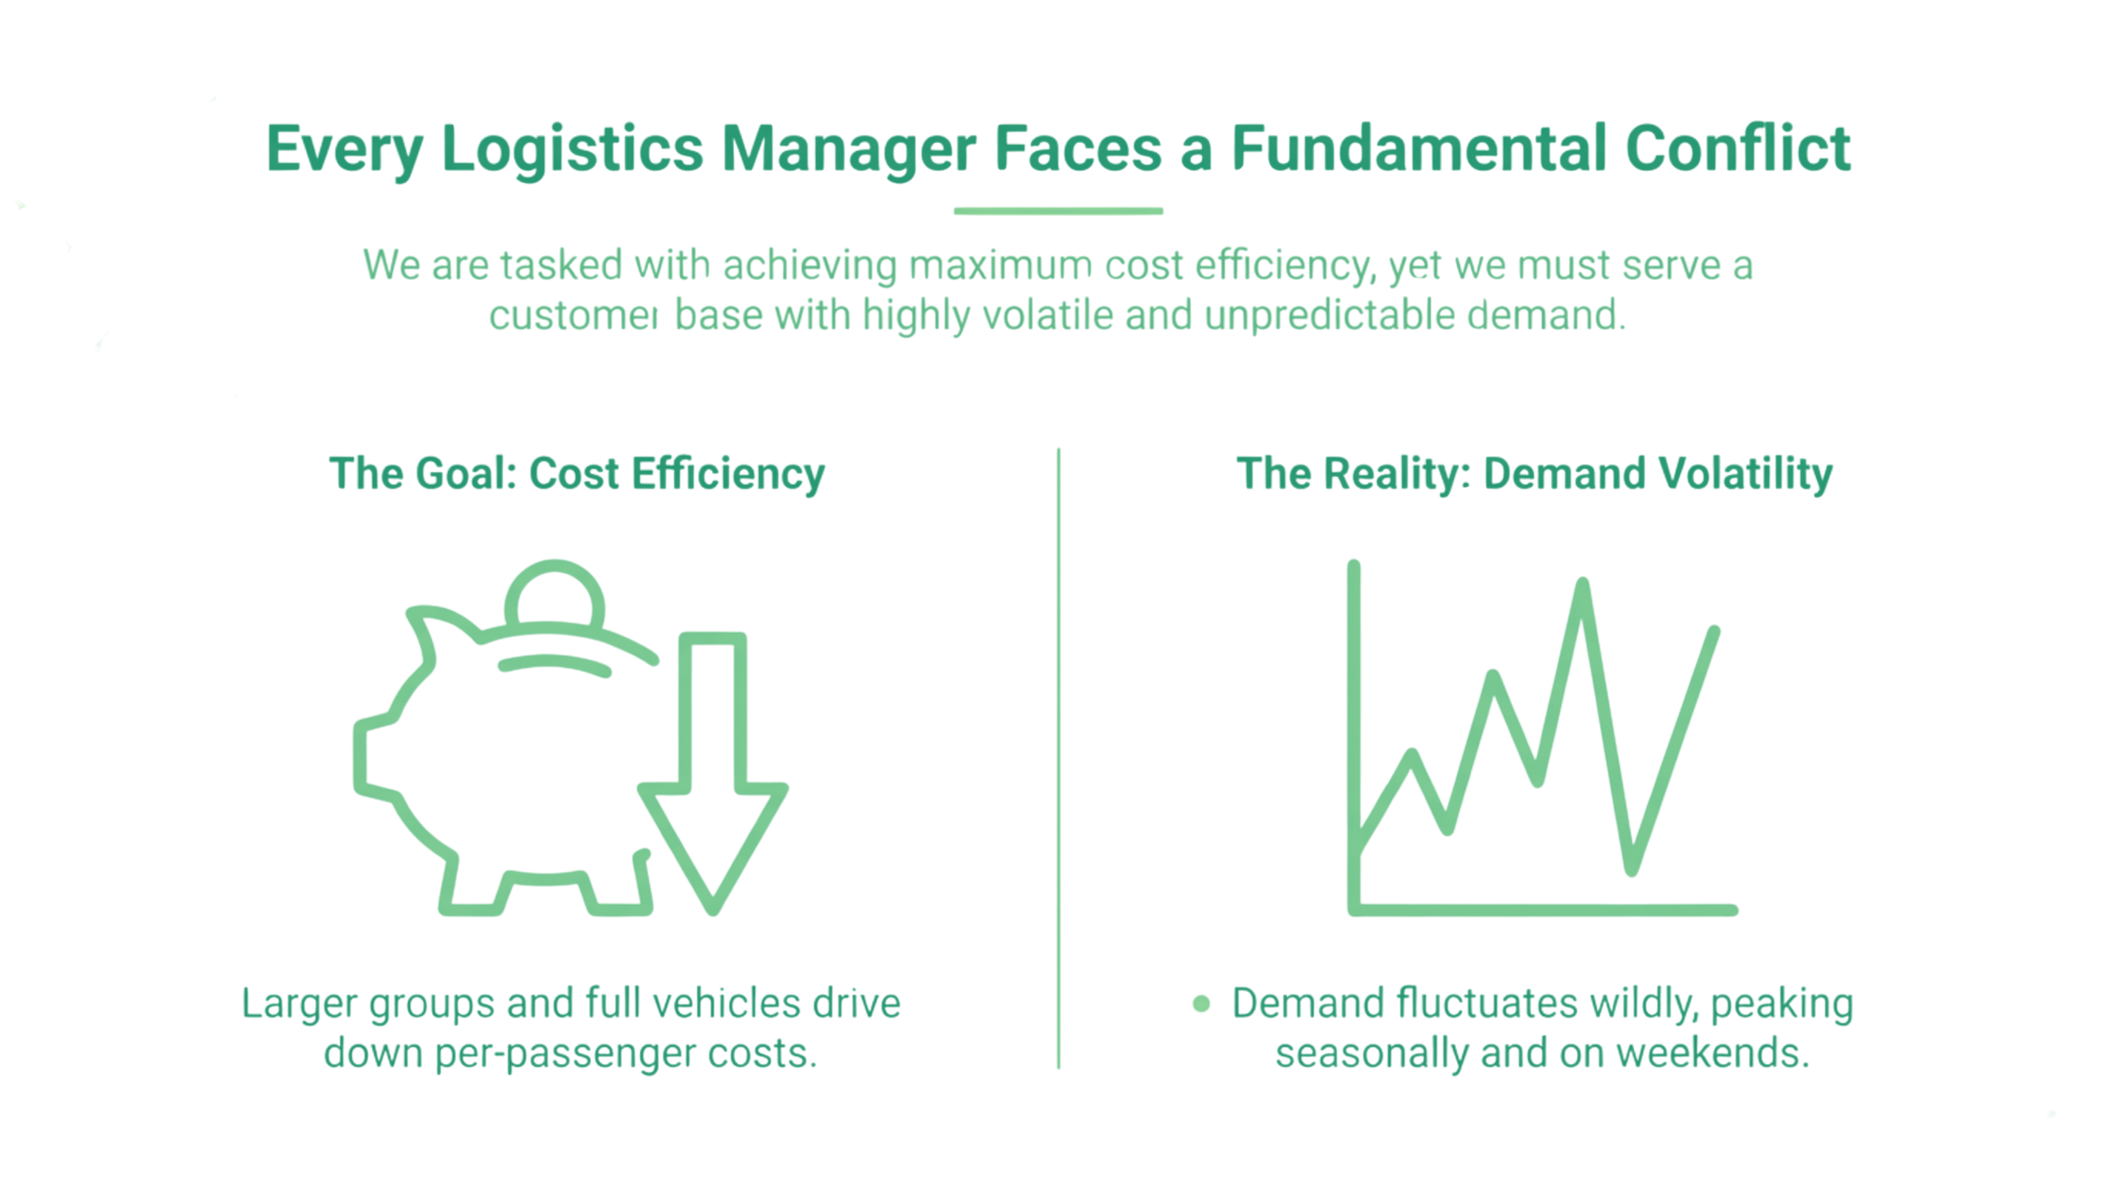 Every Logistics Manager Faces a Fundamental Conflict
We are tasked with achieving maximum cost efficiency, yet we must serve a
customer base with highly volatile and unpredictable demand.
The Goal: Cost Efficiency
Larger groups and full vehicles drive
down per-passenger costs.
The Reality: Demand Volatility
• Demand fluctuates wildly, peaking
seasonally and on weekends.